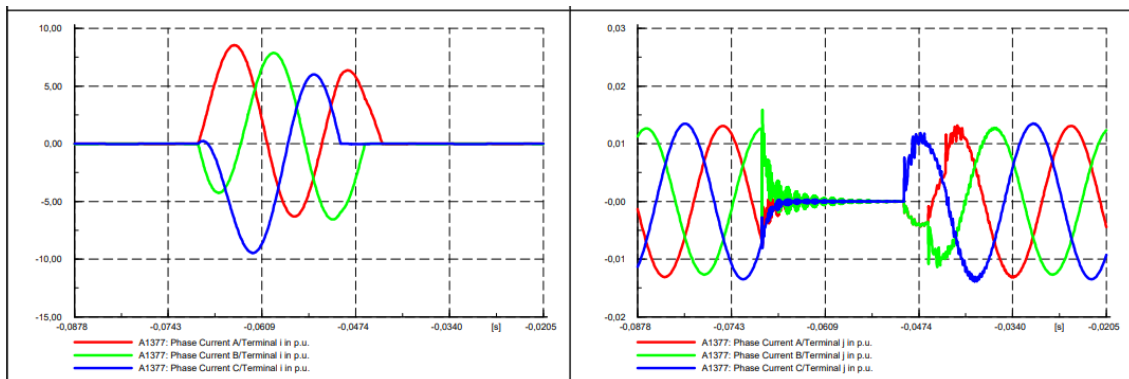 10,00
5,00
0,00
-5,00
-10,00
-15,00
-0,0878 -0,0743 -0,0609 -0,0474 -0,0340 [s] -0,0205
A1377: Phase Current A/Terminal i in p.u.
A1377: Phase Current B/Terminal i in p.u.
A1377: Phase Current C/Terminal i in p.u.
0,03
0,02
0,01
-0,00
-0,01
-0,02
-0,0878 -0,0743 -0,0609 -0,0474 -0,0340 [s] -0,0205
A1377: Phase Current A/Terminal j in p.u.
A1377: Phase Current B/Terminal j in p.u.
A1377: Phase Current C/Terminal j in p.u.